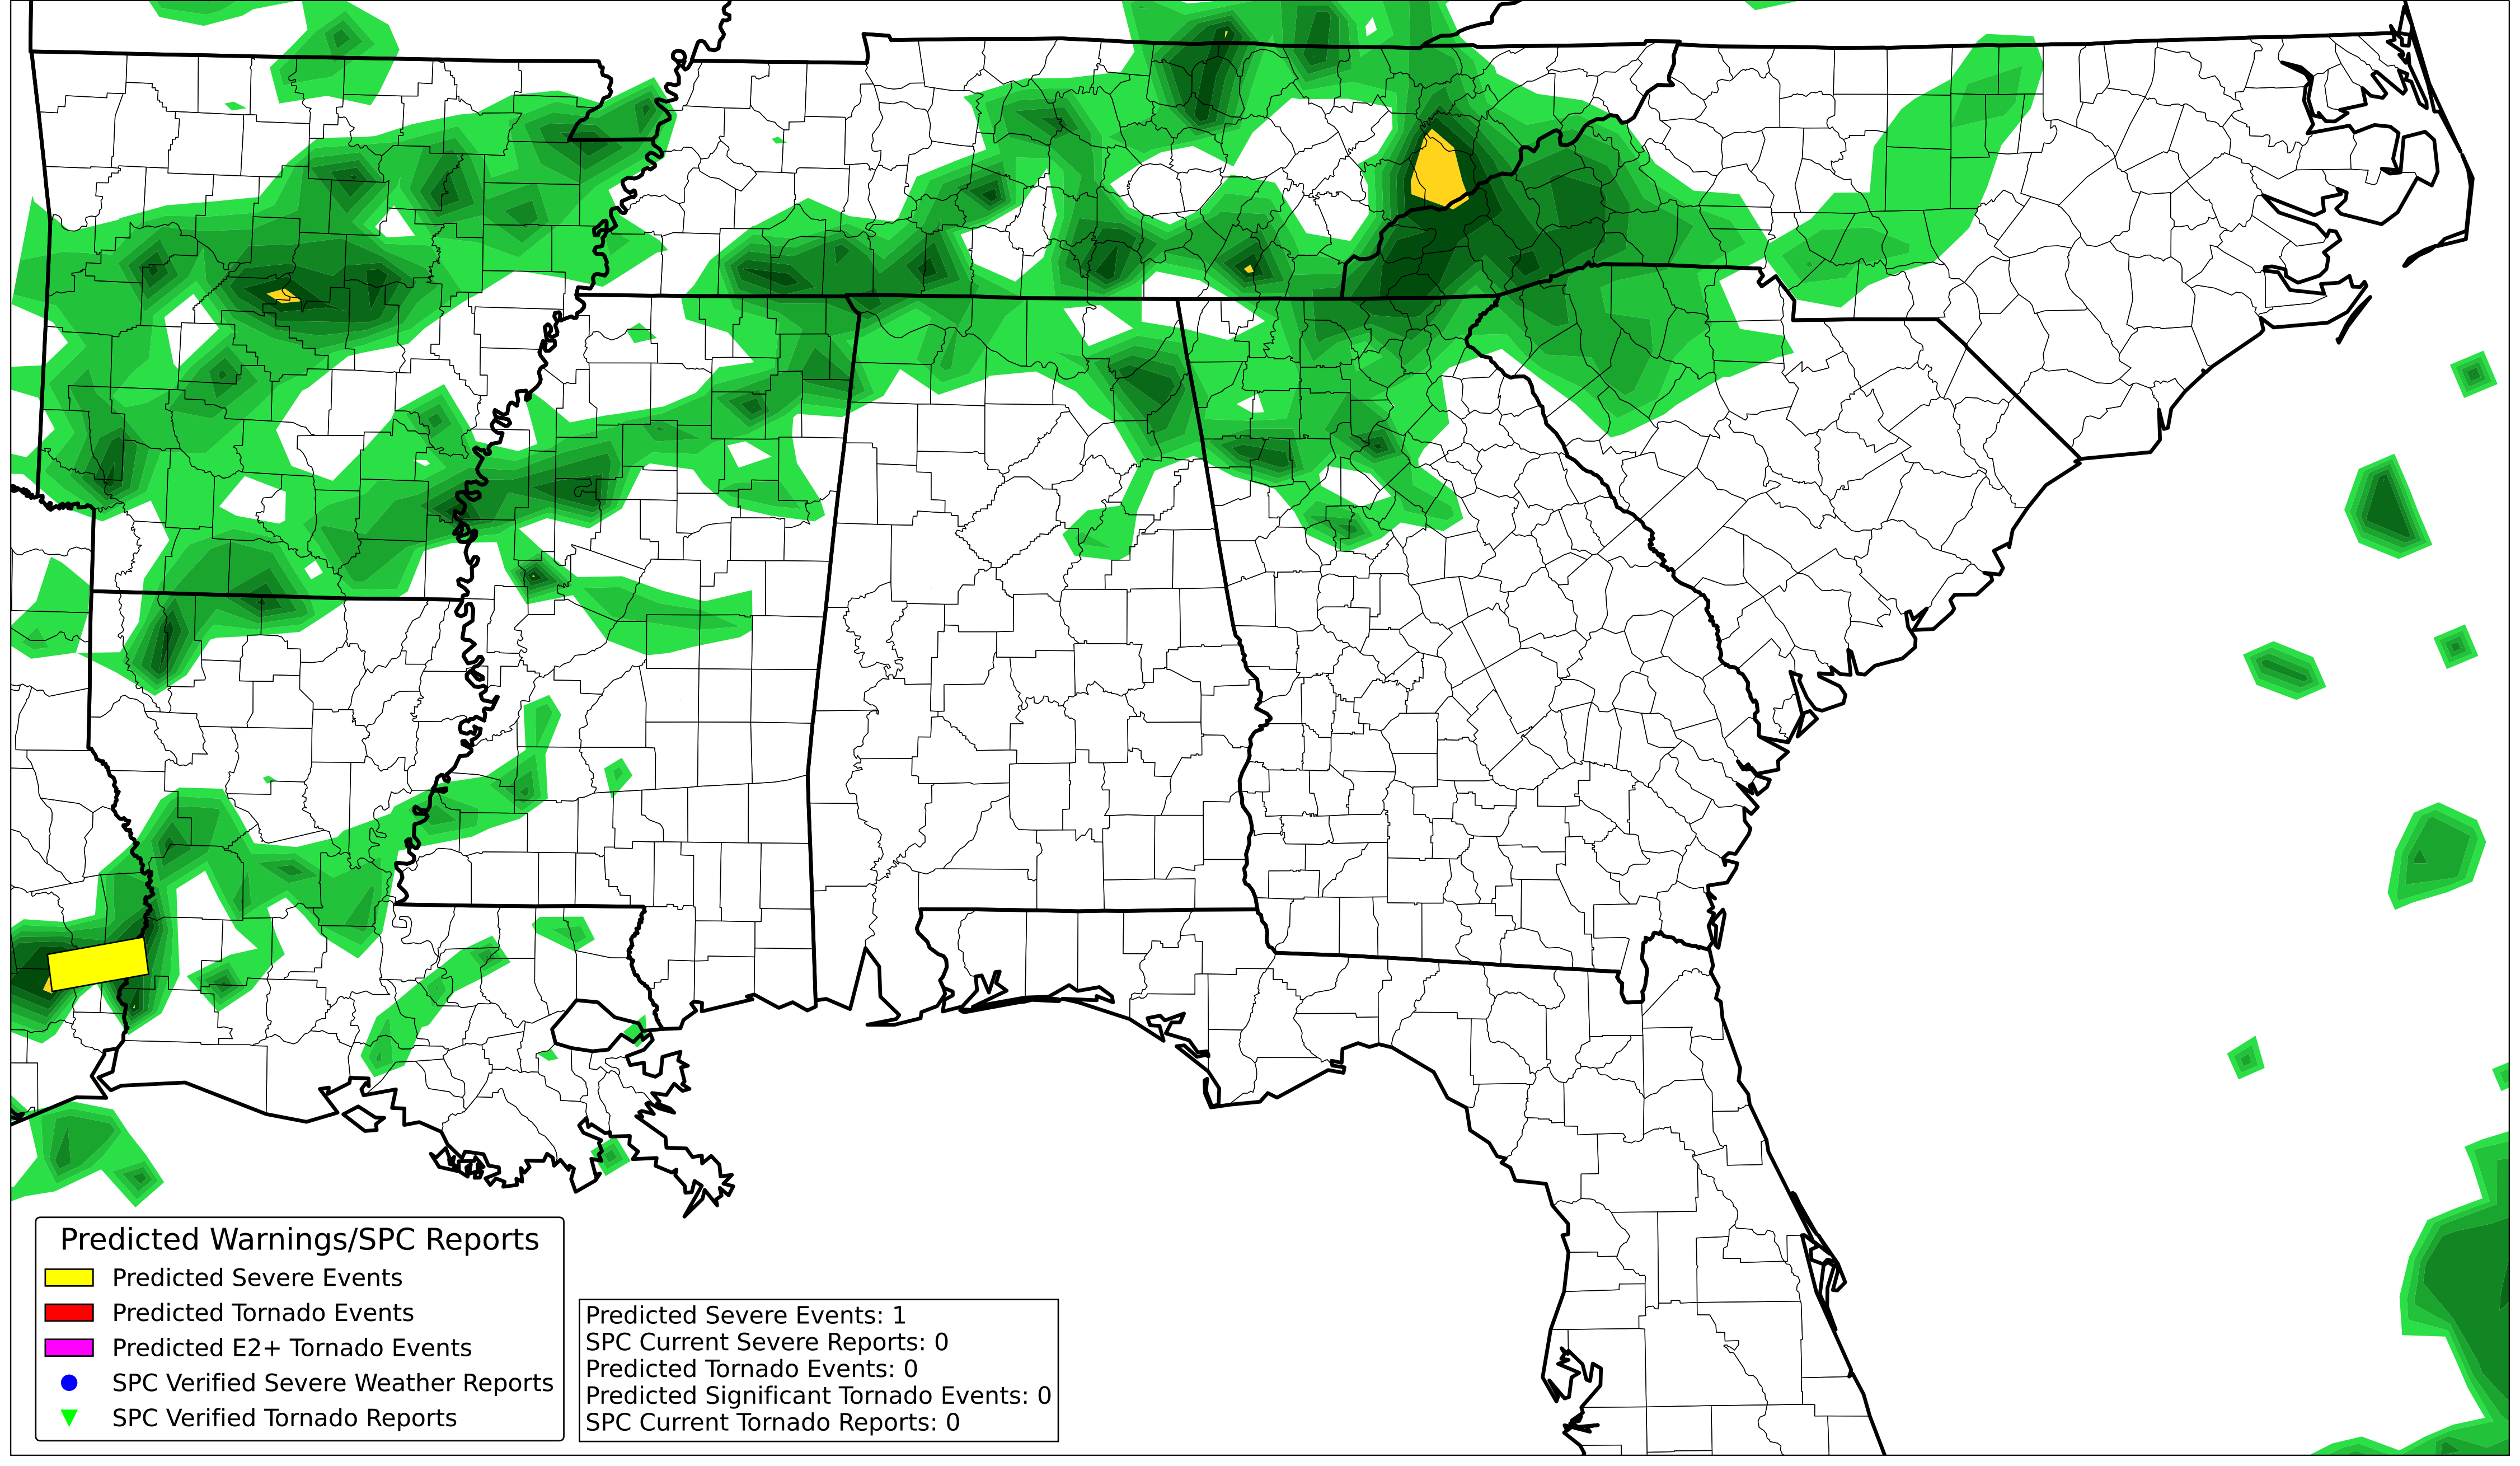 Predicted Warnings/SPC Reports
Predicted Severe Events
Predicted Tornado Events
Predicted E2+ Tornado Events
SPC Verified Severe Weather Reports
SPC Verified Tornado Reports
Predicted Severe Events: 1
SPC Current Severe Reports: 0
Predicted Tornado Events: 0
Predicted Significant Tornado Events: 0
SPC Current Tornado Reports: 0